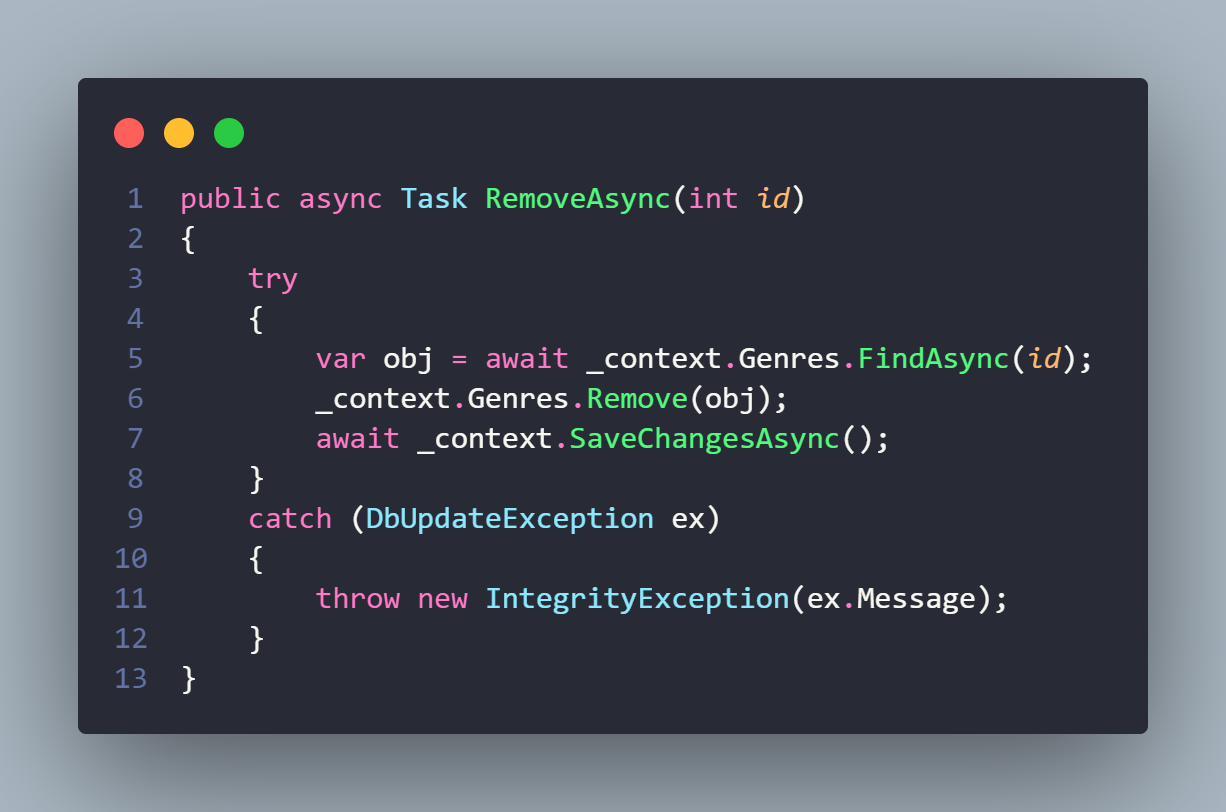 1 public async Task RemoveAsync(int id)
2 {
3     try
4     {
5         var obj = await _context.Genres.FindAsync(id);
6         _context.Genres.Remove(obj);
7         await _context.SaveChangesAsync();
8     }
9     catch (DbUpdateException ex)
10     {
11         throw new IntegrityException(ex.Message);
12     }
13 }